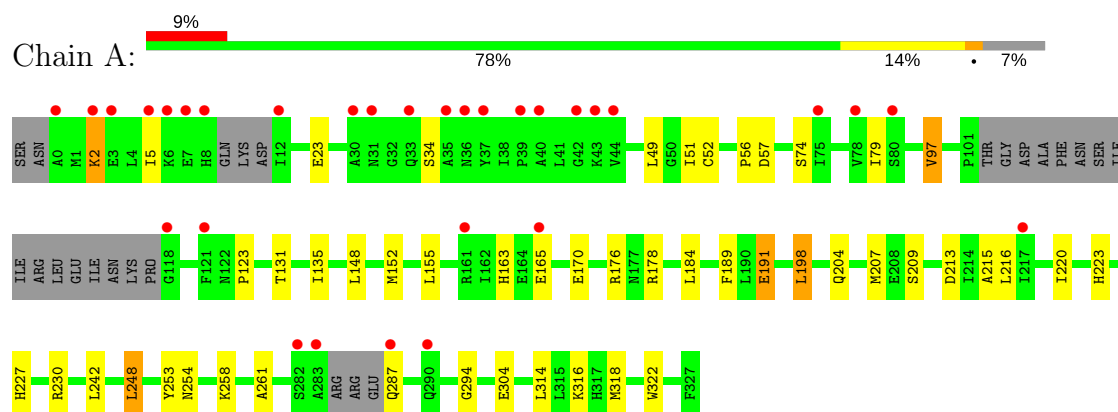 9%
Chain A:
78% 14% • 7%
SER ASN A0 M1 K2 E3 L4 I5 K6 E7 H8 GLN LYS ASP I12 E23 A30 N31 G32 Q33 S34 A35 N36 Y37 I38 P39 A40 L41 G42 K43 V44 L49 G50 I51 C52 P56 D57 S74 I75 V78 I79 S80 V97 P101 THR GLY ASP ALA PHE ASN SER ILE
ILE ARG LEU GLU ILE ASN LYS PRO G118 F121 N122 P123 T131 I135 L148 M152 L155 R161 I162 H163 E164 E165 E170 R176 N177 R178 L184 F189 L190 E191 L198 Q204 M207 E208 S209 D213 I214 A215 L216 I217 I220 H223
H227 R230 L242 L248 Y253 N254 K258 A261 S282 A283 ARG ARG GLU Q287 Q290 G294 E304 L314 L315 K316 H317 M318 W322 F327